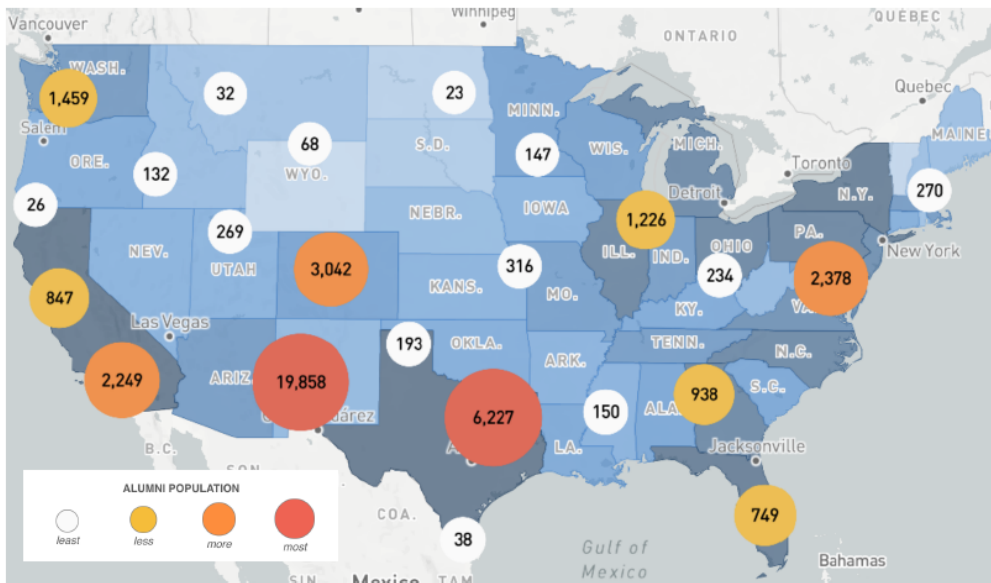 Vancouver
Winnipeg
ONTARIO
QUÉBEC
WASH.
1,459
32
23
MINN.
Quebec
Salem
ORE.
132
68
WYO.
S.D.
147
WIS.
MICH.
Toronto
MAINE
26
NEBR.
IOWA
Detroit
N.Y.
270
NEV.
269
UTAH
3,042
316
1,226
ILL.
IND.
OHIO
234
PA.
2,378
New York
847
Las Vegas
KANS.
MO.
KY.
VA.
193
OKLA.
TENN.
N.C.
2,249
ARIZ.
19,858
6,227
ARK.
150
ALA.
938
S.C.
B.C.
LA.
Jacksonville
SON.
749
ALUMNI POPULATION
least
less
more
most
COA.
38
Gulf of
Mexico
Bahamas
SIN.
Mexico
TAM.